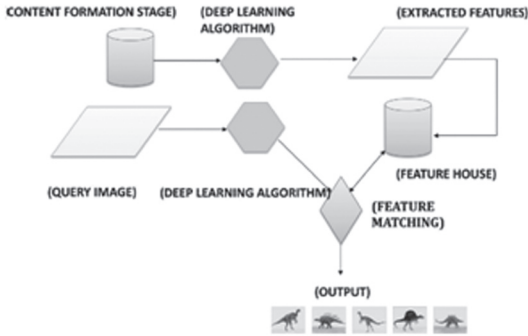 CONTENT FORMATION STAGE)
(DEEP LEARNING
ALGORITHM)
(EXTRACTED FEATURES)
(QUERY IMAGE)
(DEEP LEARNING ALGORITHM)
(FEATURE HOUSE)
(FEATURE
MATCHING)
(OUTPUT)